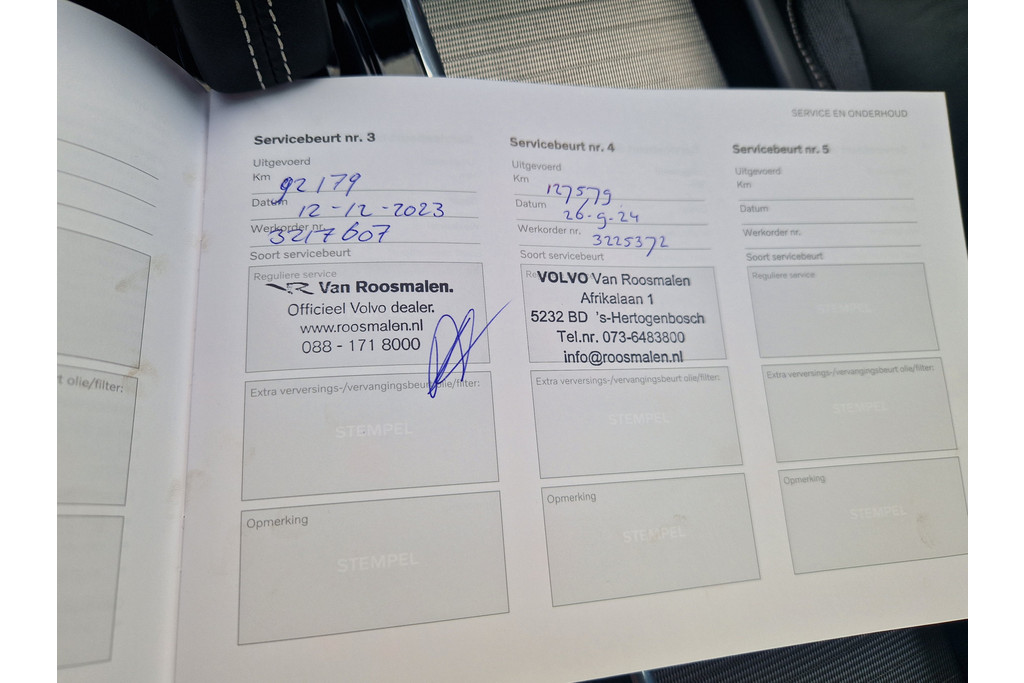 SERVICE EN ONDERHOUD
Servicebeurt nr. 3
Uitgevoerd
Km 92179
Datum 12-12-2023
Werkorder nr. 3217607
Soort servicebeurt
Reguliere service
VR Van Roosmalen.
Officieel Volvo dealer.
www.roosmalen.nl
088 - 171 8000
Extra verversings-/vervangingsbeurt olie/filter:
STEMPEL
Opmerking
STEMPEL
Servicebeurt nr. 4
Uitgevoerd
Km 127579
Datum 26-9-24
Werkorder nr. 3225372
Soort servicebeurt
VOLVO Van Roosmalen
Afrikalaan 1
5232 BD 's-Hertogenbosch
Tel.nr. 073-6483800
info@roosmalen.nl
Extra verversings-/vervangingsbeurt olie/filter:
STEMPEL
Opmerking
STEMPEL
Servicebeurt nr. 5
Uitgevoerd
Km
Datum
Werkorder nr.
Soort servicebeurt
Reguliere service
STEMPEL
Extra verversings-/vervangingsbeurt olie/filter:
STEMPEL
Opmerking
STEMPEL
t olie/filter: